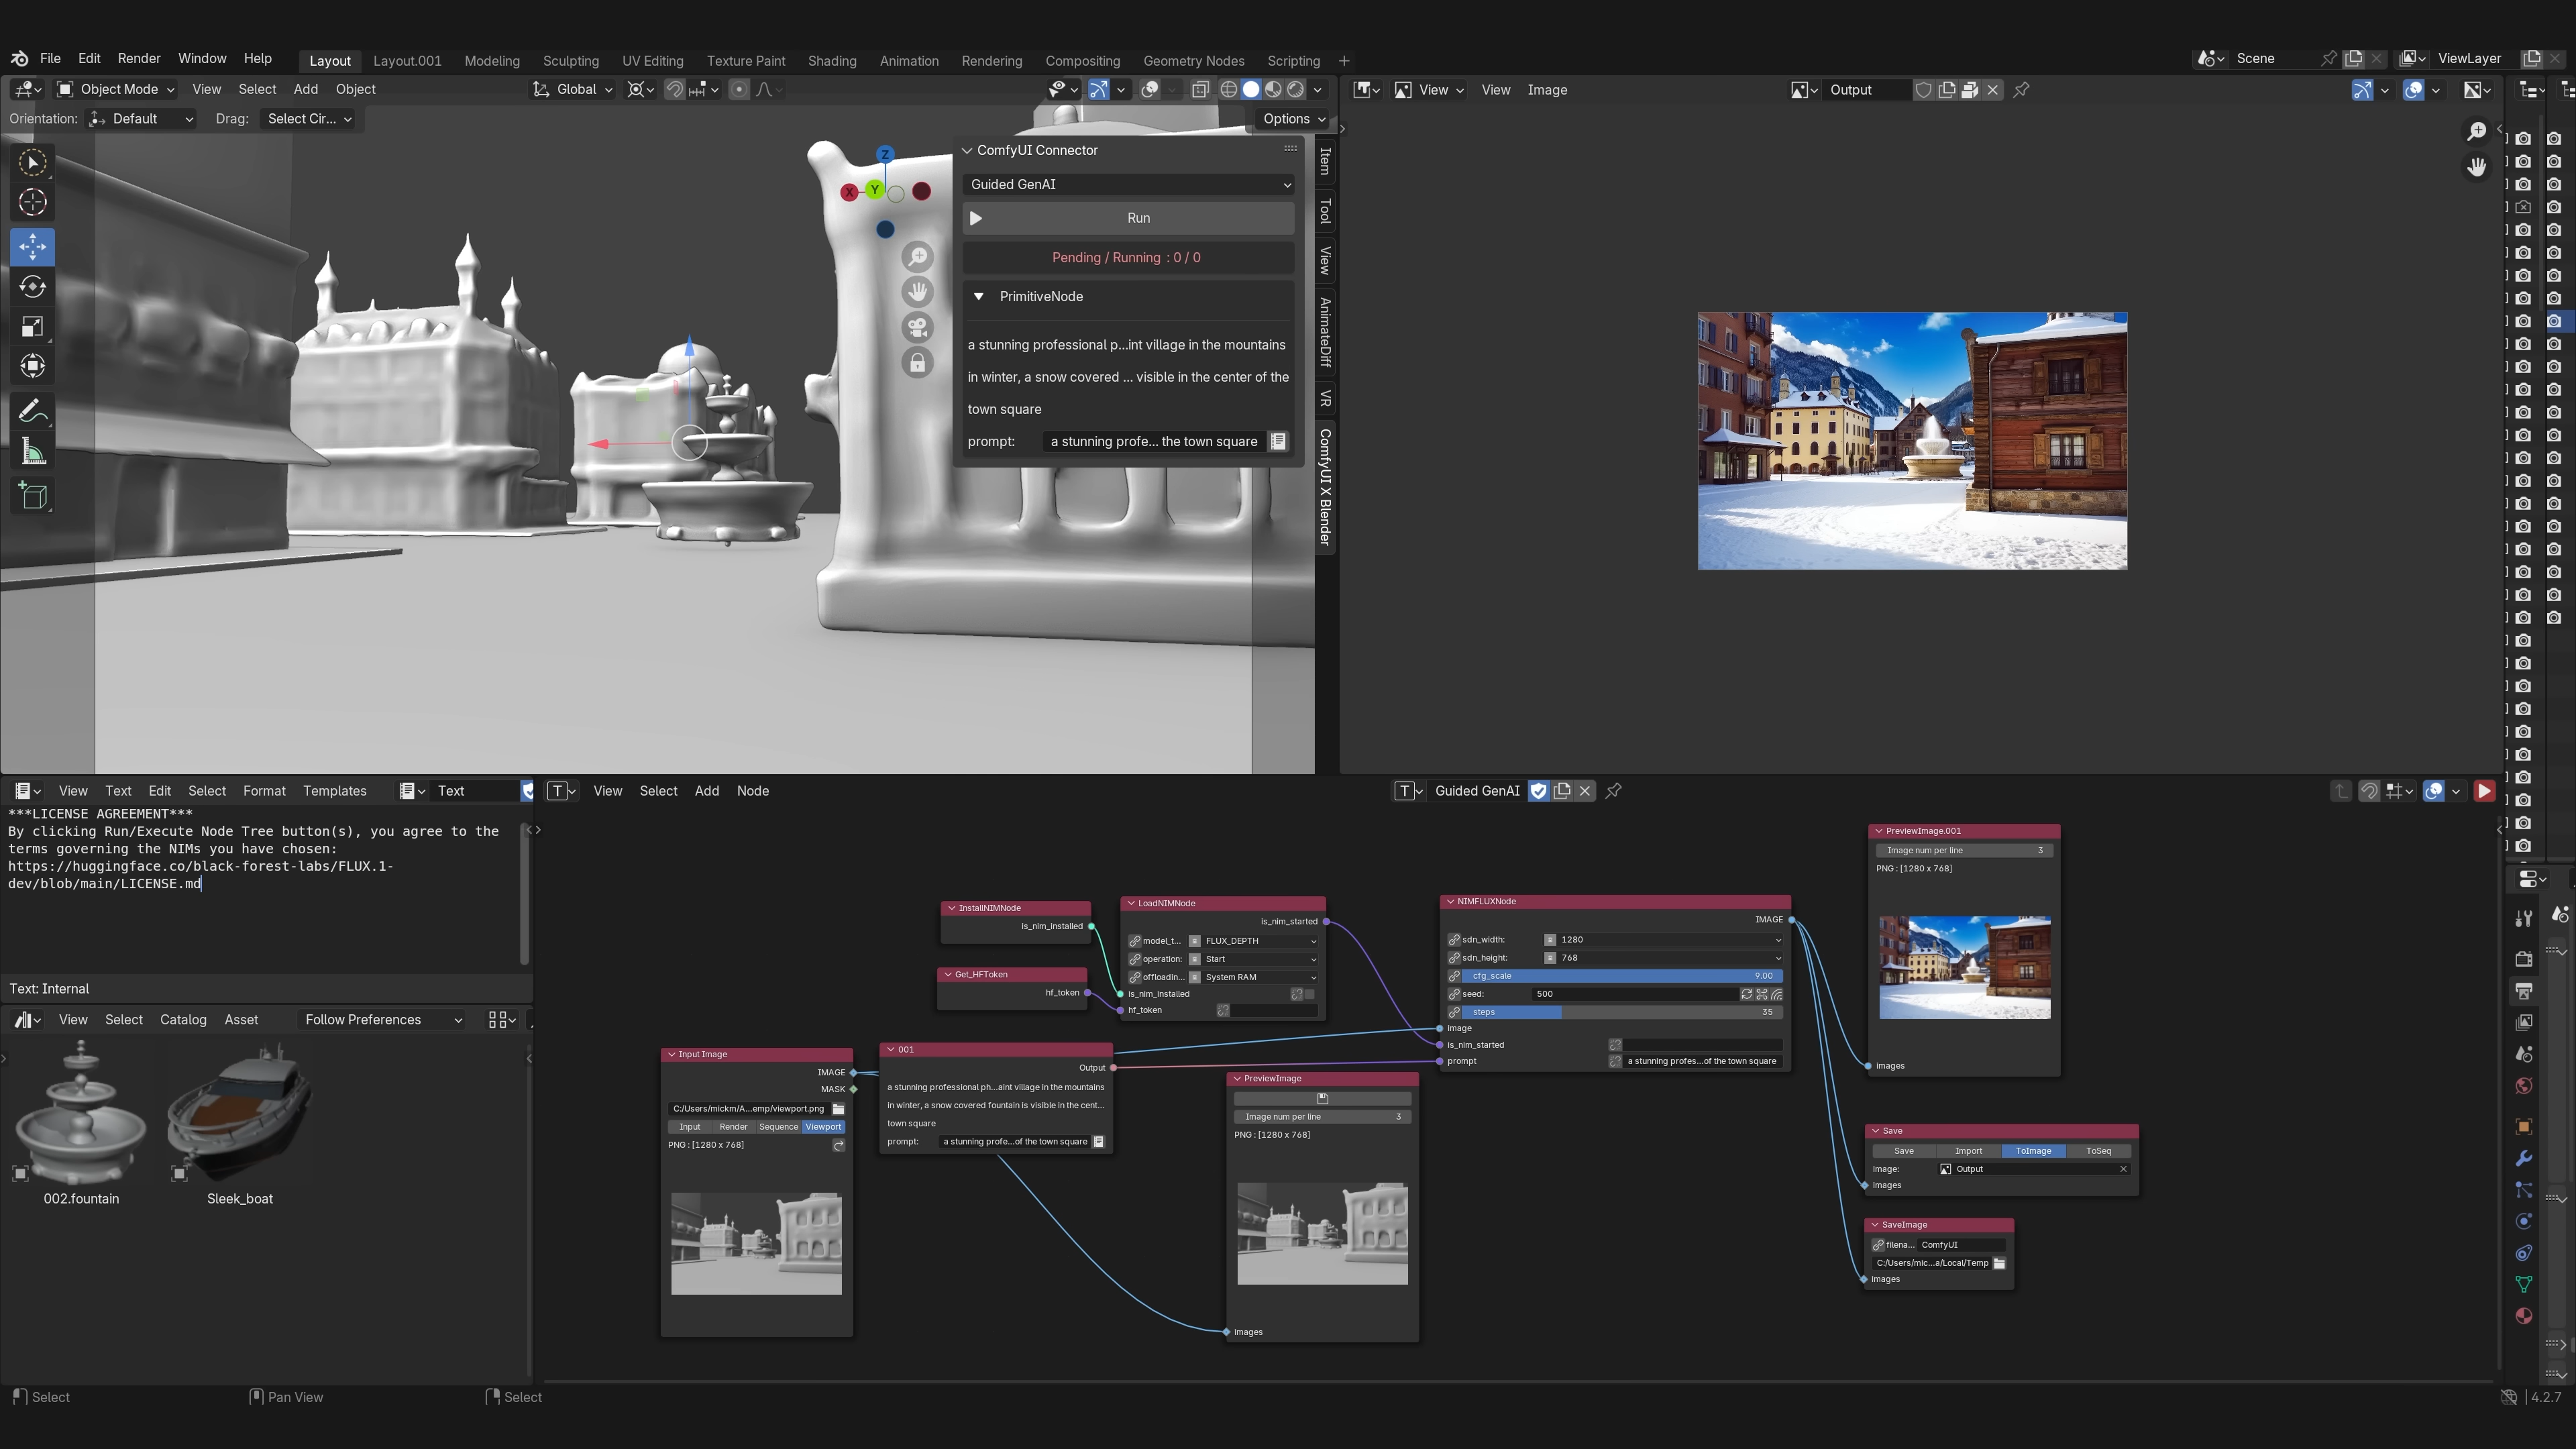 File Edit Render Window Help Layout Layout.001 Modeling Sculpting UV Editing Texture Paint Shading Animation Rendering Compositing Geometry Nodes Scripting +
Scene
ViewLayer
Object Mode View Select Add Object
Global
Orientation: Default Drag: Select Cir...
Options
X
Y
Z
ComfyUI Connector
Guided GenAI
Run
Pending / Running : 0 / 0
PrimitiveNode
a stunning professional p...int village in the mountains
in winter, a snow covered ... visible in the center of the
town square
prompt: a stunning profe... the town square
Item
Tool
View
AnimateDiff
VR
ComfyUI X Blender
View View Image
Output
View Text Edit Select Format Templates
Text
***LICENSE AGREEMENT***
By clicking Run/Execute Node Tree button(s), you agree to the
terms governing the NIMs you have chosen:
https://huggingface.co/black-forest-labs/FLUX.1-
dev/blob/main/LICENSE.md
Text: Internal
View Select Catalog Asset Follow Preferences
002.fountain
Sleek_boat
View Select Add Node
Guided GenAI
InstallNIMNode
is_nim_installed
Get_HFToken
hf_token
LoadNIMNode
is_nim_started
model_t... FLUX_DEPTH
operation: Start
offloadin... System RAM
is_nim_installed
hf_token
Input Image
IMAGE
MASK
C:/Users/mickm/A...emp/viewport.png
Input Render Sequence Viewport
PNG : [1280 x 768]
001
Output
a stunning professional ph...aint village in the mountains
in winter, a snow covered fountain is visible in the cent...
town square
prompt: a stunning profe...of the town square
PreviewImage
Image num per line 3
PNG : [1280 x 768]
images
NIMFLUXNode
IMAGE
sdn_width: 1280
sdn_height: 768
cfg_scale 9.00
seed: 500
steps 35
image
is_nim_started
prompt a stunning profes...of the town square
PreviewImage.001
Image num per line 3
PNG : [1280 x 768]
images
Save
Save Import ToImage ToSeq
image: Output
images
SaveImage
filena... ComfyUI
C:/Users/mic...a/Local/Temp
images
Select
Pan View
Select
4.2.7